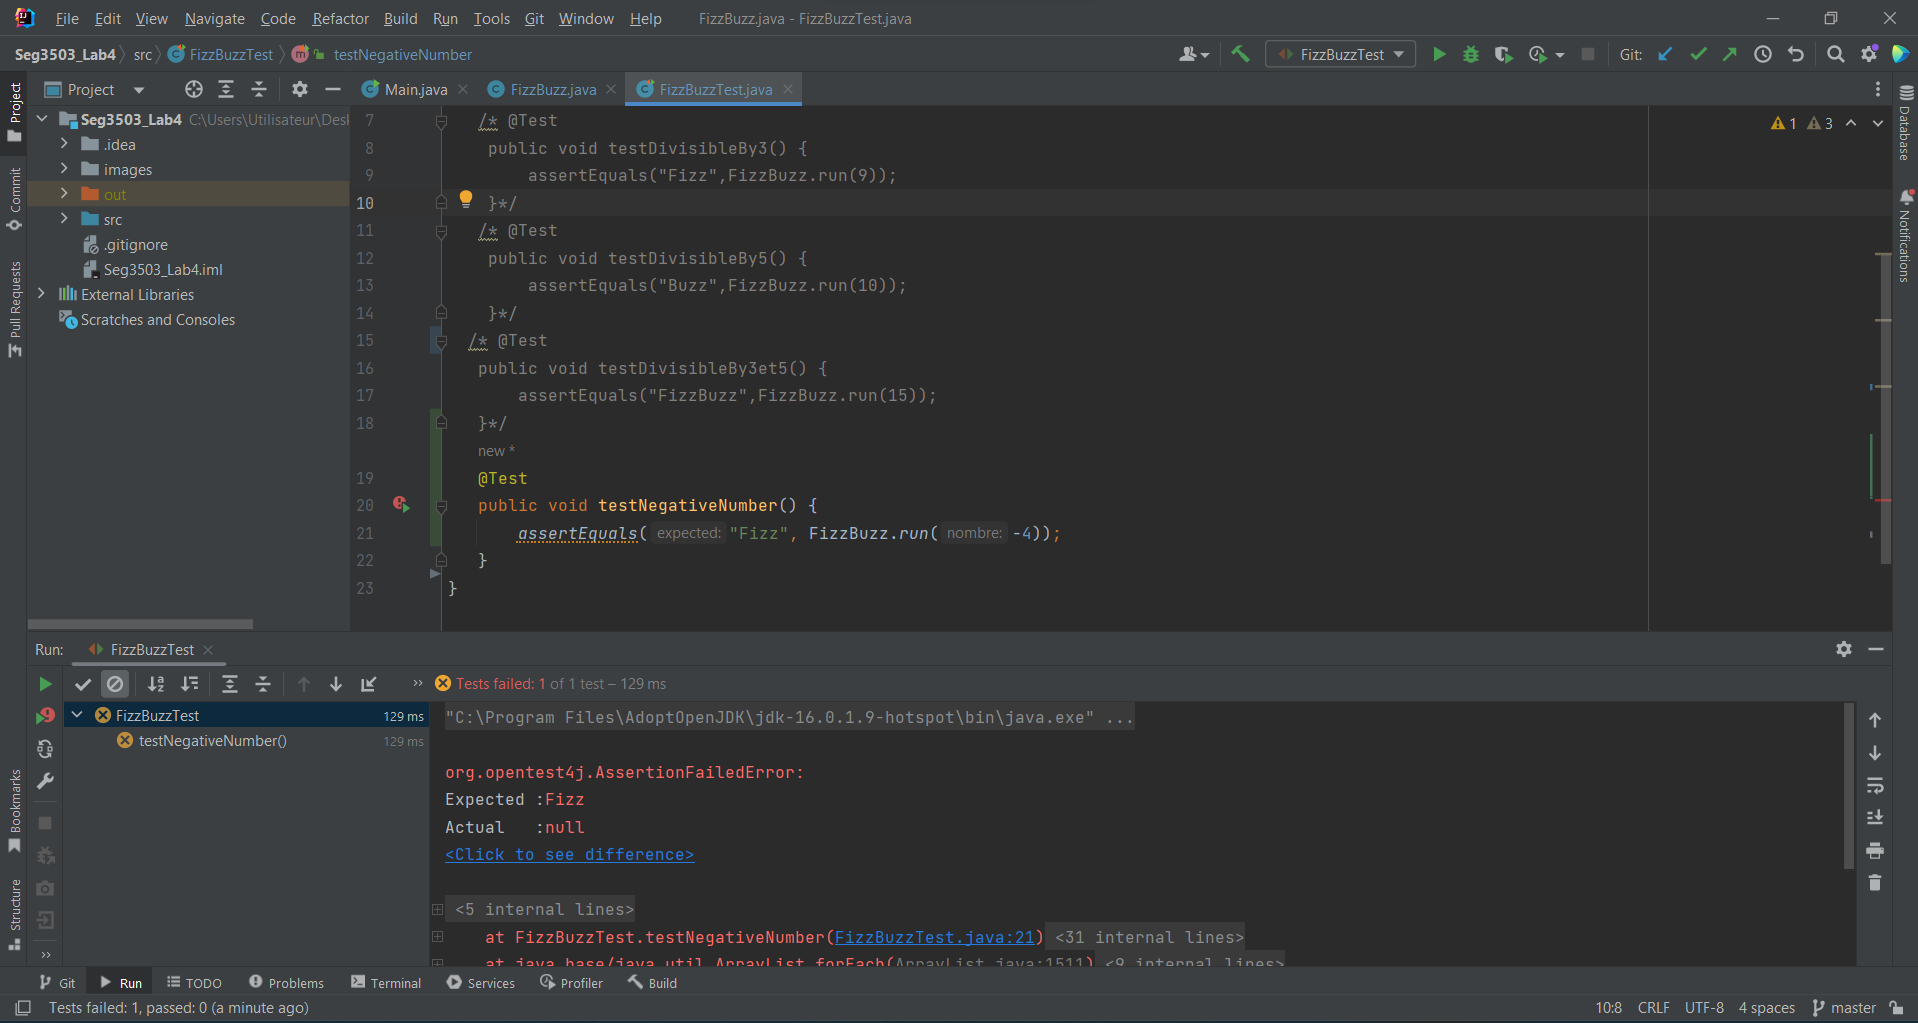 File Edit View Navigate Code Refactor Build Run Tools Git Window Help FizzBuzz.java - FizzBuzzTest.java
Seg3503_Lab4 src FizzBuzzTest testNegativeNumber FizzBuzzTest Git:
Project Main.java FizzBuzz.java FizzBuzzTest.java
Project
Commit
Pull Requests
Bookmarks
Structure
Seg3503_Lab4 C:\Users\Utilisateur\Desl
.idea
images
out
src
.gitignore
Seg3503_Lab4.iml
External Libraries
Scratches and Consoles
1 3
7 /* @Test
8 public void testDivisibleBy3() {
9 assertEquals("Fizz",FizzBuzz.run(9));
10 }*/
11 /* @Test
12 public void testDivisibleBy5() {
13 assertEquals("Buzz",FizzBuzz.run(10));
14 }*/
15 /* @Test
16 public void testDivisibleBy3et5() {
17 assertEquals("FizzBuzz",FizzBuzz.run(15));
18 }*/
new *
19 @Test
20 public void testNegativeNumber() {
21 assertEquals( expected: "Fizz", FizzBuzz.run( nombre: -4));
22 }
23 }
Database
Notifications
Run: FizzBuzzTest
Tests failed: 1 of 1 test – 129 ms
FizzBuzzTest 129 ms
testNegativeNumber() 129 ms
"C:\Program Files\AdoptOpenJDK\jdk-16.0.1.9-hotspot\bin\java.exe" ...
org.opentest4j.AssertionFailedError:
Expected :Fizz
Actual :null
<Click to see difference>
<5 internal lines>
at FizzBuzzTest.testNegativeNumber(FizzBuzzTest.java:21) <31 internal lines>
at java.base/java.util.ArrayList.forEach(ArrayList.java:1511) <9 internal lines>
Git Run TODO Problems Terminal Services Profiler Build
Tests failed: 1, passed: 0 (a minute ago) 10:8 CRLF UTF-8 4 spaces master